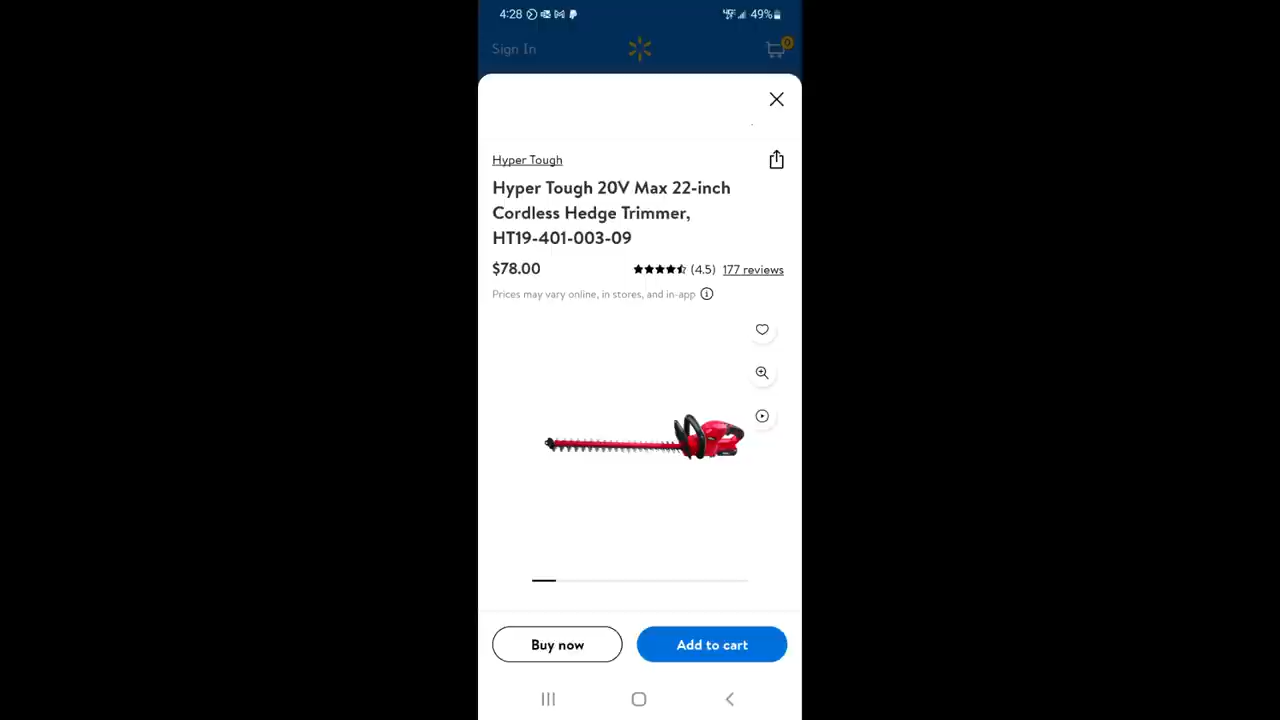 4:28 49%
Sign In 0
Hyper Tough
Hyper Tough 20V Max 22-inch
Cordless Hedge Trimmer,
HT19-401-003-09
$78.00 (4.5) 177 reviews
Prices may vary online, in stores, and in-app
Buy now Add to cart